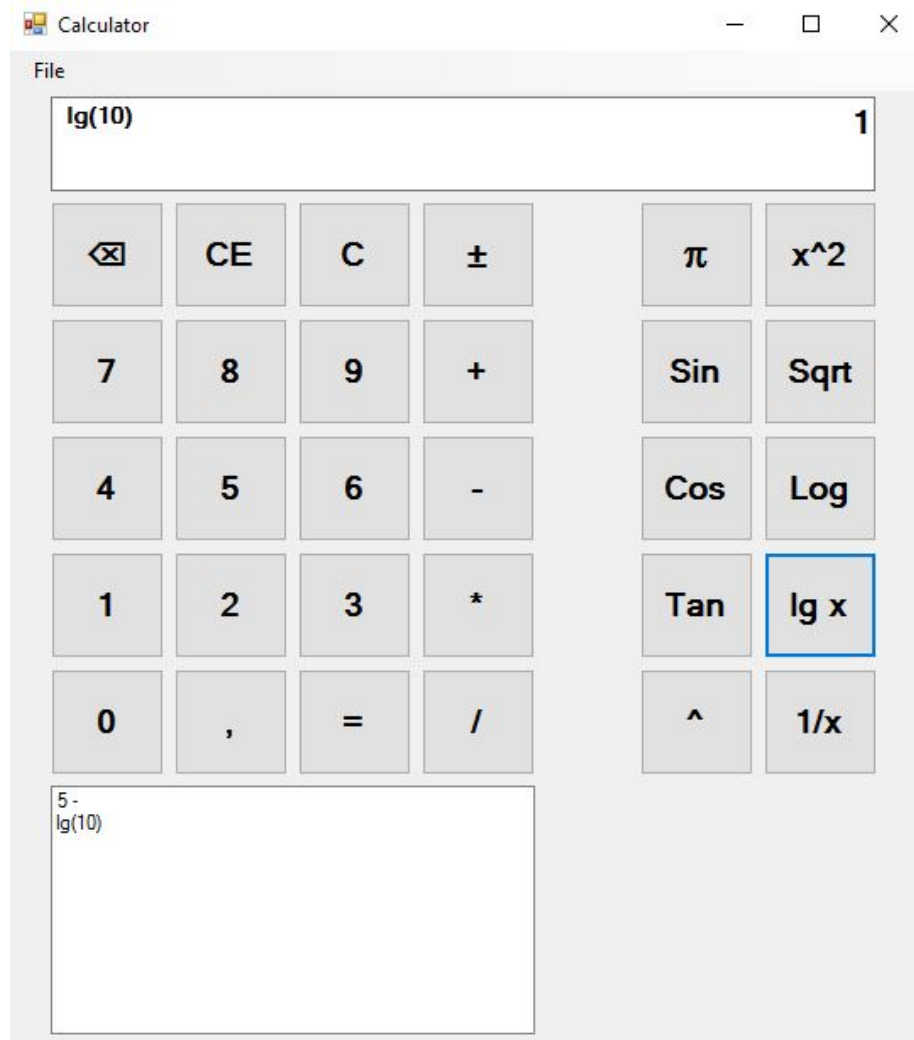 Calculator
File
lg(10)
1
⌫ CE C ± π x^2
7 8 9 + Sin Sqrt
4 5 6 - Cos Log
1 2 3 * Tan lg x
0 , = / ^ 1/x
5 -
lg(10)